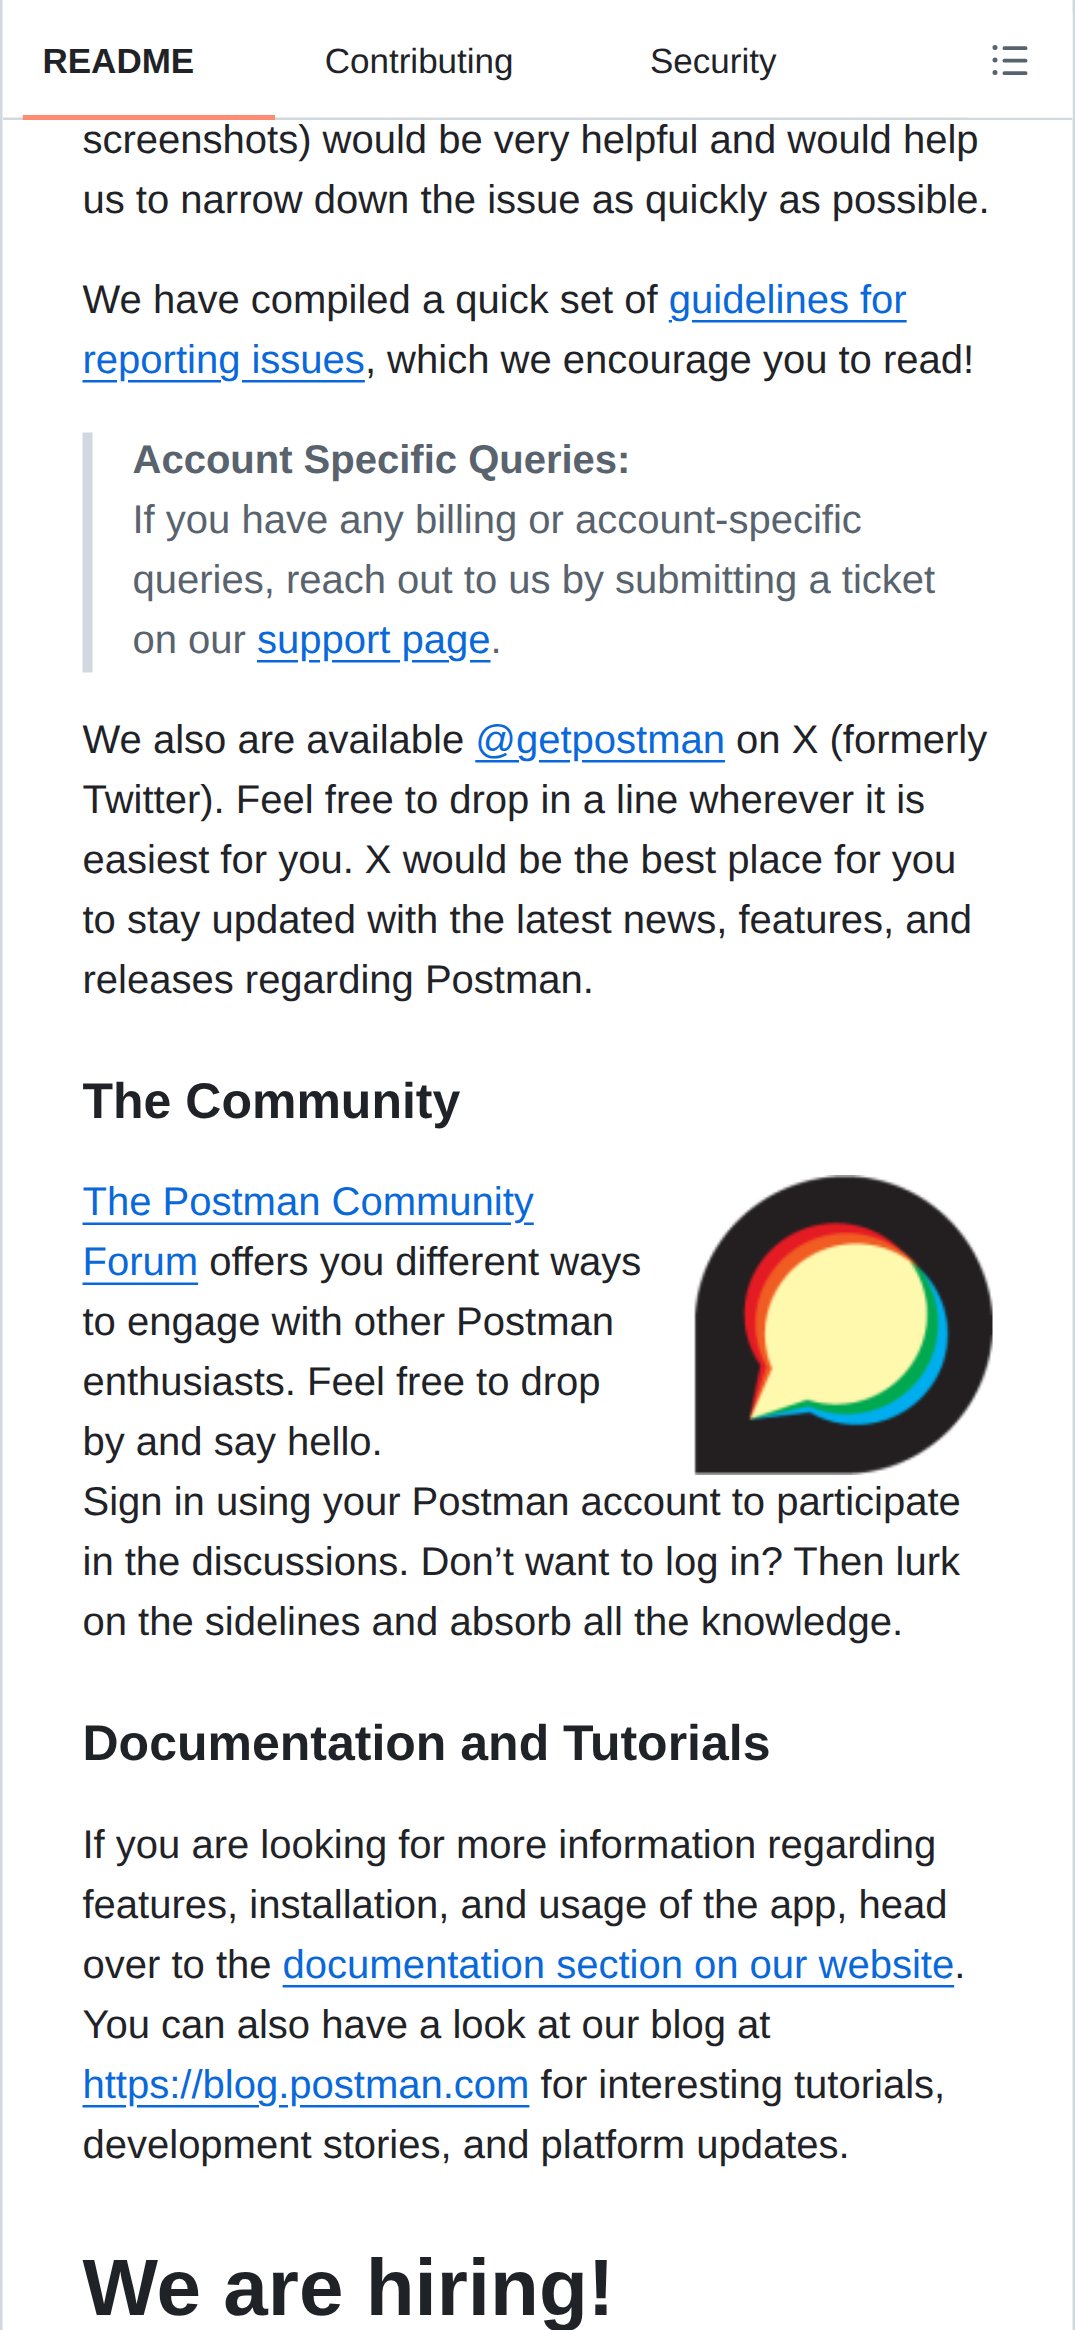 README Contributing Security
screenshots) would be very helpful and would help
us to narrow down the issue as quickly as possible.
We have compiled a quick set of guidelines for
reporting issues, which we encourage you to read!
Account Specific Queries:
If you have any billing or account-specific
queries, reach out to us by submitting a ticket
on our support page.
We also are available @getpostman on X (formerly
Twitter). Feel free to drop in a line wherever it is
easiest for you. X would be the best place for you
to stay updated with the latest news, features, and
releases regarding Postman.
The Community
The Postman Community
Forum offers you different ways
to engage with other Postman
enthusiasts. Feel free to drop
by and say hello.
Sign in using your Postman account to participate
in the discussions. Don’t want to log in? Then lurk
on the sidelines and absorb all the knowledge.
Documentation and Tutorials
If you are looking for more information regarding
features, installation, and usage of the app, head
over to the documentation section on our website.
You can also have a look at our blog at
https://blog.postman.com for interesting tutorials,
development stories, and platform updates.
We are hiring!